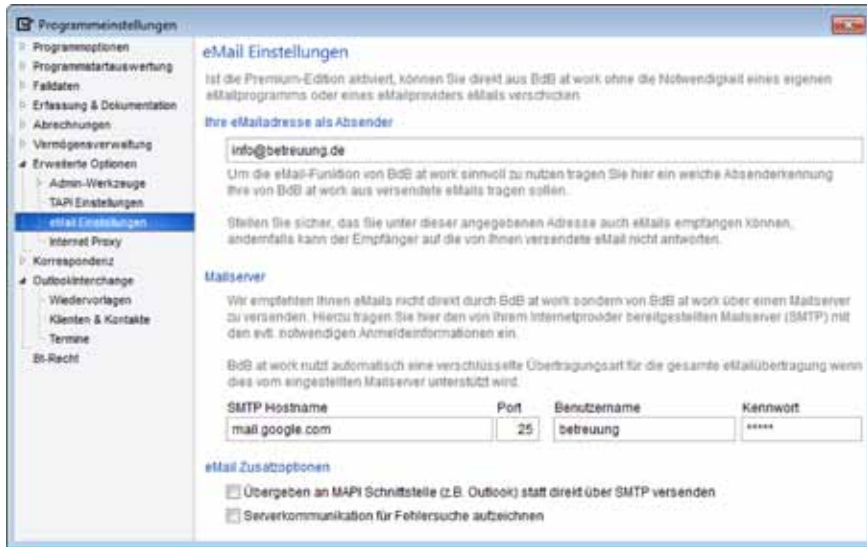 Programmeinstellungen
Programmoptionen
Programmstartauswertung
Falldaten
Erfassung & Dokumentation
Abrechnungen
Vermögensverwaltung
Erweiterte Optionen
Admin-Werkzeuge
TAPI Einstellungen
eMail Einstellungen
Internet Proxy
Korrespondenz
OutlookInterchange
Wiedervorlagen
Klienten & Kontakte
Termine
Bt-Recht
eMail Einstellungen
Ist die Premium-Edition aktiviert, können Sie direkt aus BdB at work ohne die Notwendigkeit eines eigenen
eMailprogramms oder eines eMailproviders eMails verschicken
Ihre eMailadresse als Absender
info@betreuung.de
Um die eMail-Funktion von BdB at work sinnvoll zu nutzen tragen Sie hier ein welche Absenderkennung
Ihre von BdB at work aus versendete eMails tragen sollen.
Stellen Sie sicher, das Sie unter dieser angegebenen Adresse auch eMails empfangen können,
andernfalls kann der Empfänger auf die von Ihnen versendete eMail nicht antworten.
Mailserver
Wir empfehlen Ihnen eMails nicht direkt durch BdB at work sondern von BdB at work über einen Mailserver
zu versenden. Hierzu tragen Sie hier den von Ihrem Internetprovider bereitgestellten Mailserver (SMTP) mit
den evtl. notwendigen Anmeldeinformationen ein.
BdB at work nutzt automatisch eine verschlüsselte Übertragungsart für die gesamte eMailübertragung wenn
dies vom eingestellten Mailserver unterstützt wird.
SMTP Hostname Port Benutzername Kennwort
mail.google.com 25 betreuung *****
eMail Zusatzoptionen
Übergeben an MAPI Schnittstelle (z.B. Outlook) statt direkt über SMTP versenden
Serverkommunikation für Fehlersuche aufzeichnen